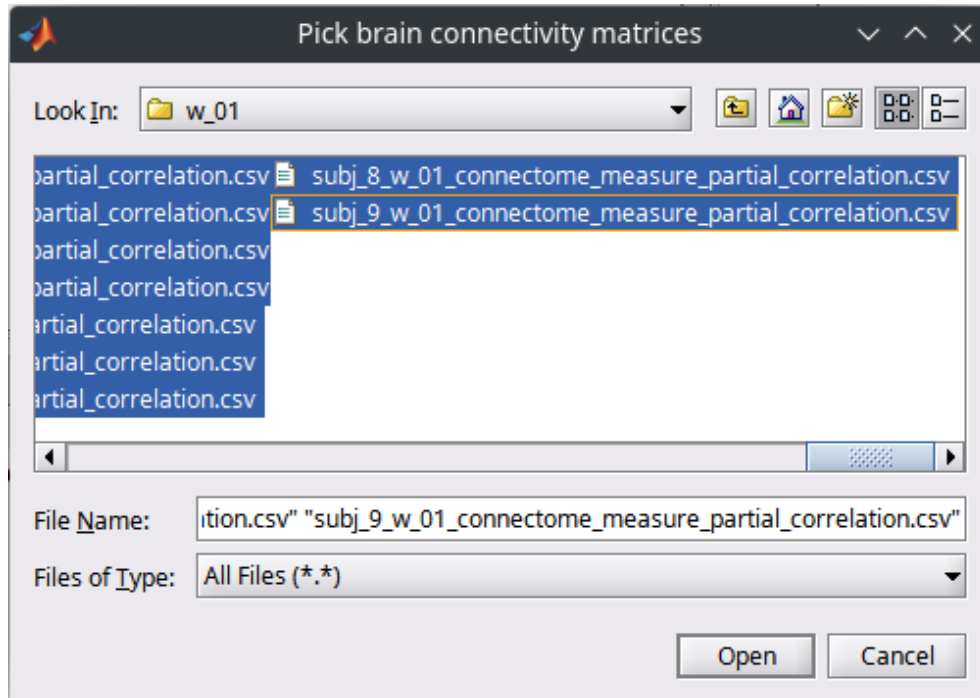 Pick brain connectivity matrices
Look In: w_01
partial_correlation.csv subj_8_w_01_connectome_measure_partial_correlation.csv
partial_correlation.csv subj_9_w_01_connectome_measure_partial_correlation.csv
partial_correlation.csv
partial_correlation.csv
artial_correlation.csv
artial_correlation.csv
artial_correlation.csv
File Name: ition.csv" "subj_9_w_01_connectome_measure_partial_correlation.csv"
Files of Type: All Files (*.*)
Open Cancel